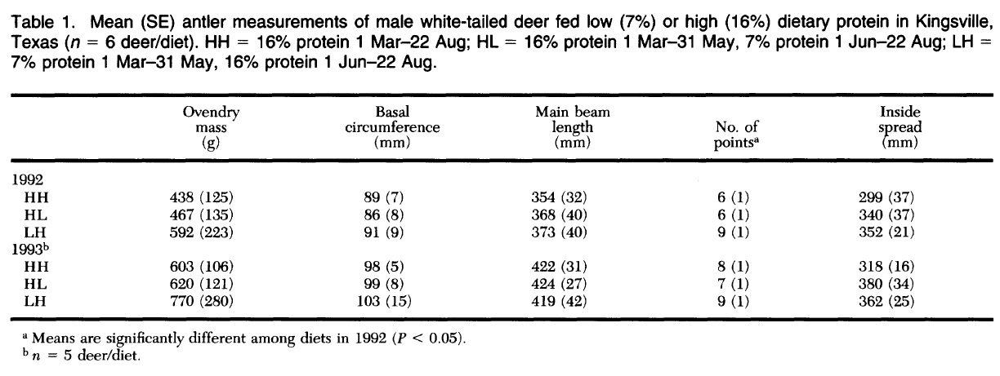 Table 1. Mean (SE) antler measurements of male white-tailed deer fed low (7%) or high (16%) dietary protein in Kingsville,
Texas (n = 6 deer/diet). HH = 16% protein 1 Mar–22 Aug; HL = 16% protein 1 Mar–31 May, 7% protein 1 Jun–22 Aug; LH =
7% protein 1 Mar–31 May, 16% protein 1 Jun–22 Aug.
Ovendry mass (g) Basal circumference (mm) Main beam length (mm) No. of pointsᵃ Inside spread (mm)
1992
HH 438 (125) 89 (7) 354 (32) 6 (1) 299 (37)
HL 467 (135) 86 (8) 368 (40) 6 (1) 340 (37)
LH 592 (223) 91 (9) 373 (40) 9 (1) 352 (21)
1993ᵇ
HH 603 (106) 98 (5) 422 (31) 8 (1) 318 (16)
HL 620 (121) 99 (8) 424 (27) 7 (1) 380 (34)
LH 770 (280) 103 (15) 419 (42) 9 (1) 362 (25)
ᵃ Means are significantly different among diets in 1992 (P < 0.05).
ᵇ n = 5 deer/diet.